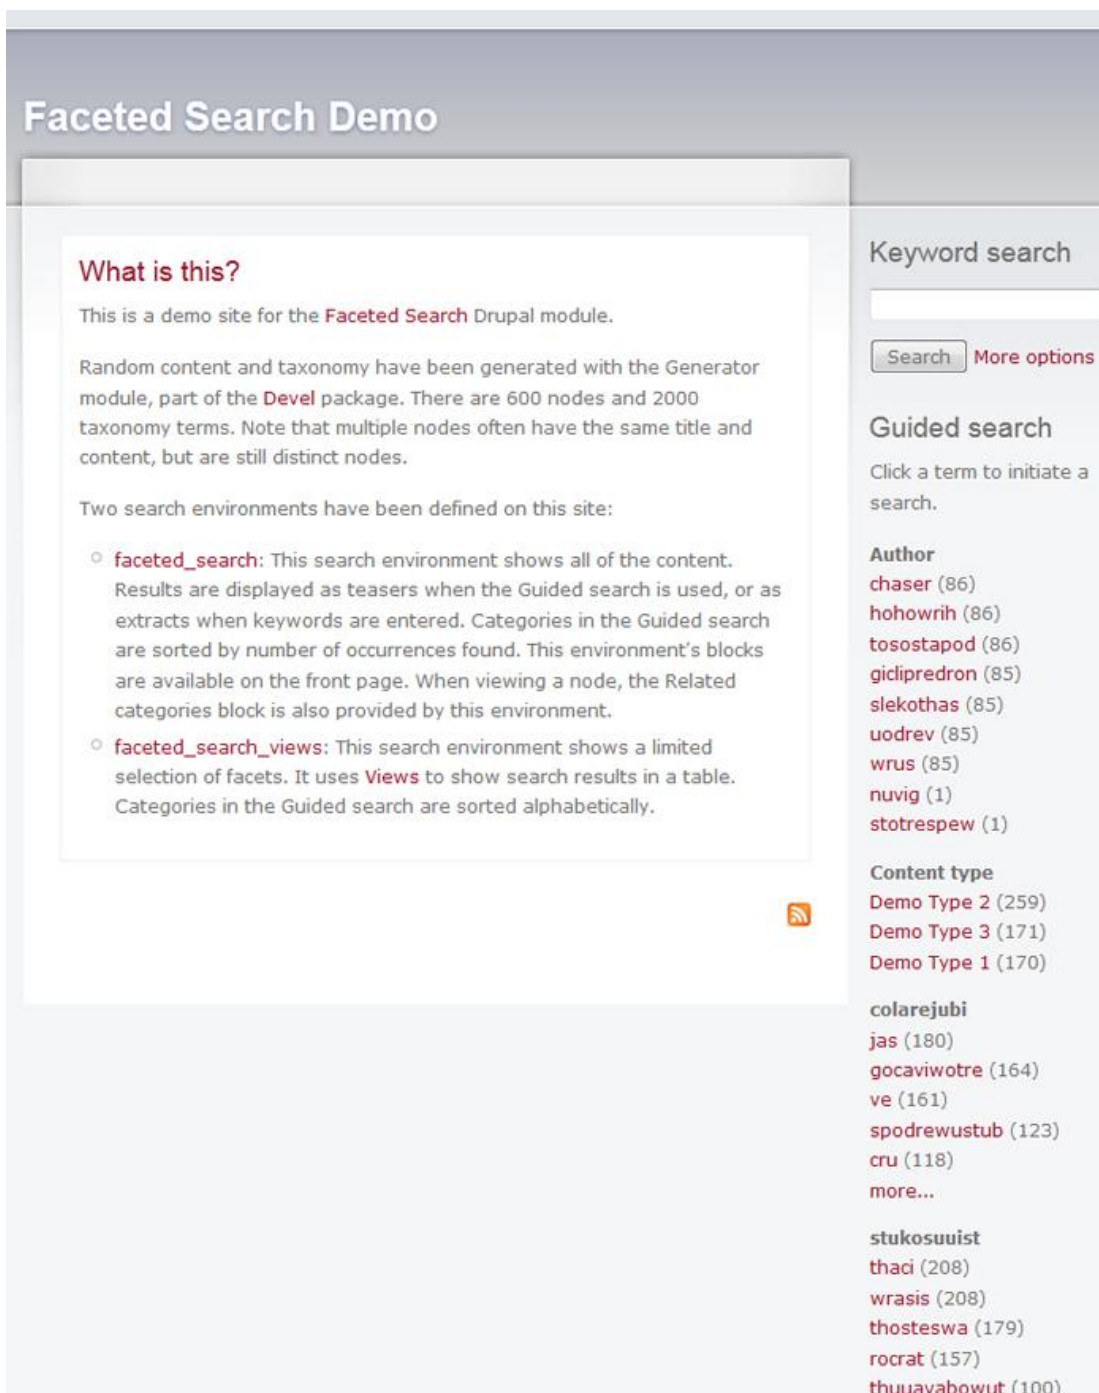 Faceted Search Demo
What is this?
This is a demo site for the Faceted Search Drupal module.
Random content and taxonomy have been generated with the Generator
module, part of the Devel package. There are 600 nodes and 2000
taxonomy terms. Note that multiple nodes often have the same title and
content, but are still distinct nodes.
Two search environments have been defined on this site:
faceted_search: This search environment shows all of the content.
Results are displayed as teasers when the Guided search is used, or as
extracts when keywords are entered. Categories in the Guided search
are sorted by number of occurrences found. This environment's blocks
are available on the front page. When viewing a node, the Related
categories block is also provided by this environment.
faceted_search_views: This search environment shows a limited
selection of facets. It uses Views to show search results in a table.
Categories in the Guided search are sorted alphabetically.
Keyword search
Search More options
Guided search
Click a term to initiate a
search.
Author
chaser (86)
hohowrih (86)
tosostapod (86)
giclipredron (85)
slekothas (85)
uodrev (85)
wrus (85)
nuvig (1)
stotrespew (1)
Content type
Demo Type 2 (259)
Demo Type 3 (171)
Demo Type 1 (170)
colarejubi
jas (180)
gocaviwotre (164)
ve (161)
spodrewustub (123)
cru (118)
more...
stukosuuist
thaci (208)
wrasis (208)
thosteswa (179)
rocrat (157)
thuuavabowut (100)